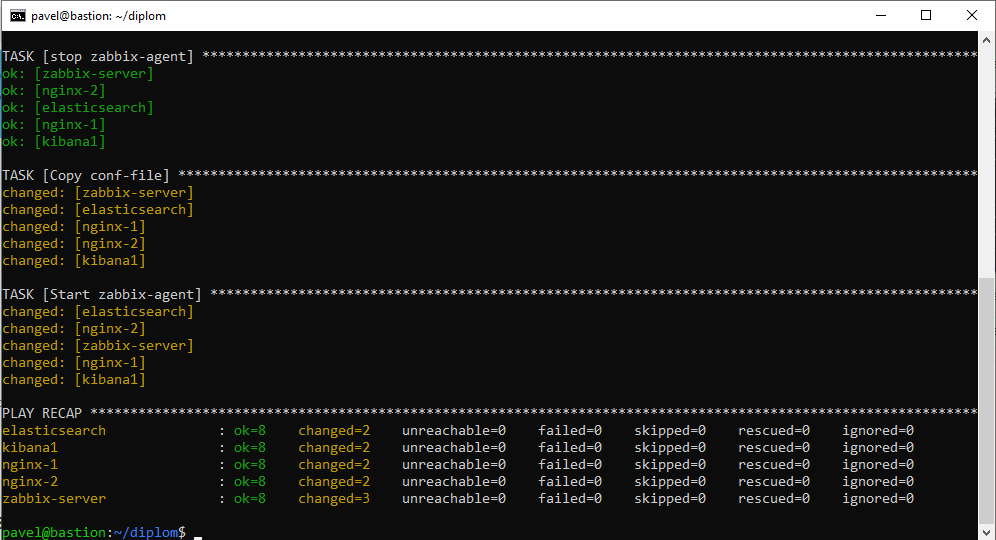 pavel@bastion: ~/diplom
TASK [stop zabbix-agent] *************************************************************************************************
ok: [zabbix-server]
ok: [nginx-2]
ok: [elasticsearch]
ok: [nginx-1]
ok: [kibana1]
TASK [Copy conf-file] ****************************************************************************************************
changed: [zabbix-server]
changed: [elasticsearch]
changed: [nginx-1]
changed: [nginx-2]
changed: [kibana1]
TASK [Start zabbix-agent] ************************************************************************************************
changed: [elasticsearch]
changed: [nginx-2]
changed: [zabbix-server]
changed: [nginx-1]
changed: [kibana1]
PLAY RECAP ***************************************************************************************************************
elasticsearch              : ok=8    changed=2    unreachable=0    failed=0    skipped=0    rescued=0    ignored=0
kibana1                    : ok=8    changed=2    unreachable=0    failed=0    skipped=0    rescued=0    ignored=0
nginx-1                    : ok=8    changed=2    unreachable=0    failed=0    skipped=0    rescued=0    ignored=0
nginx-2                    : ok=8    changed=2    unreachable=0    failed=0    skipped=0    rescued=0    ignored=0
zabbix-server              : ok=8    changed=3    unreachable=0    failed=0    skipped=0    rescued=0    ignored=0
pavel@bastion:~/diplom$